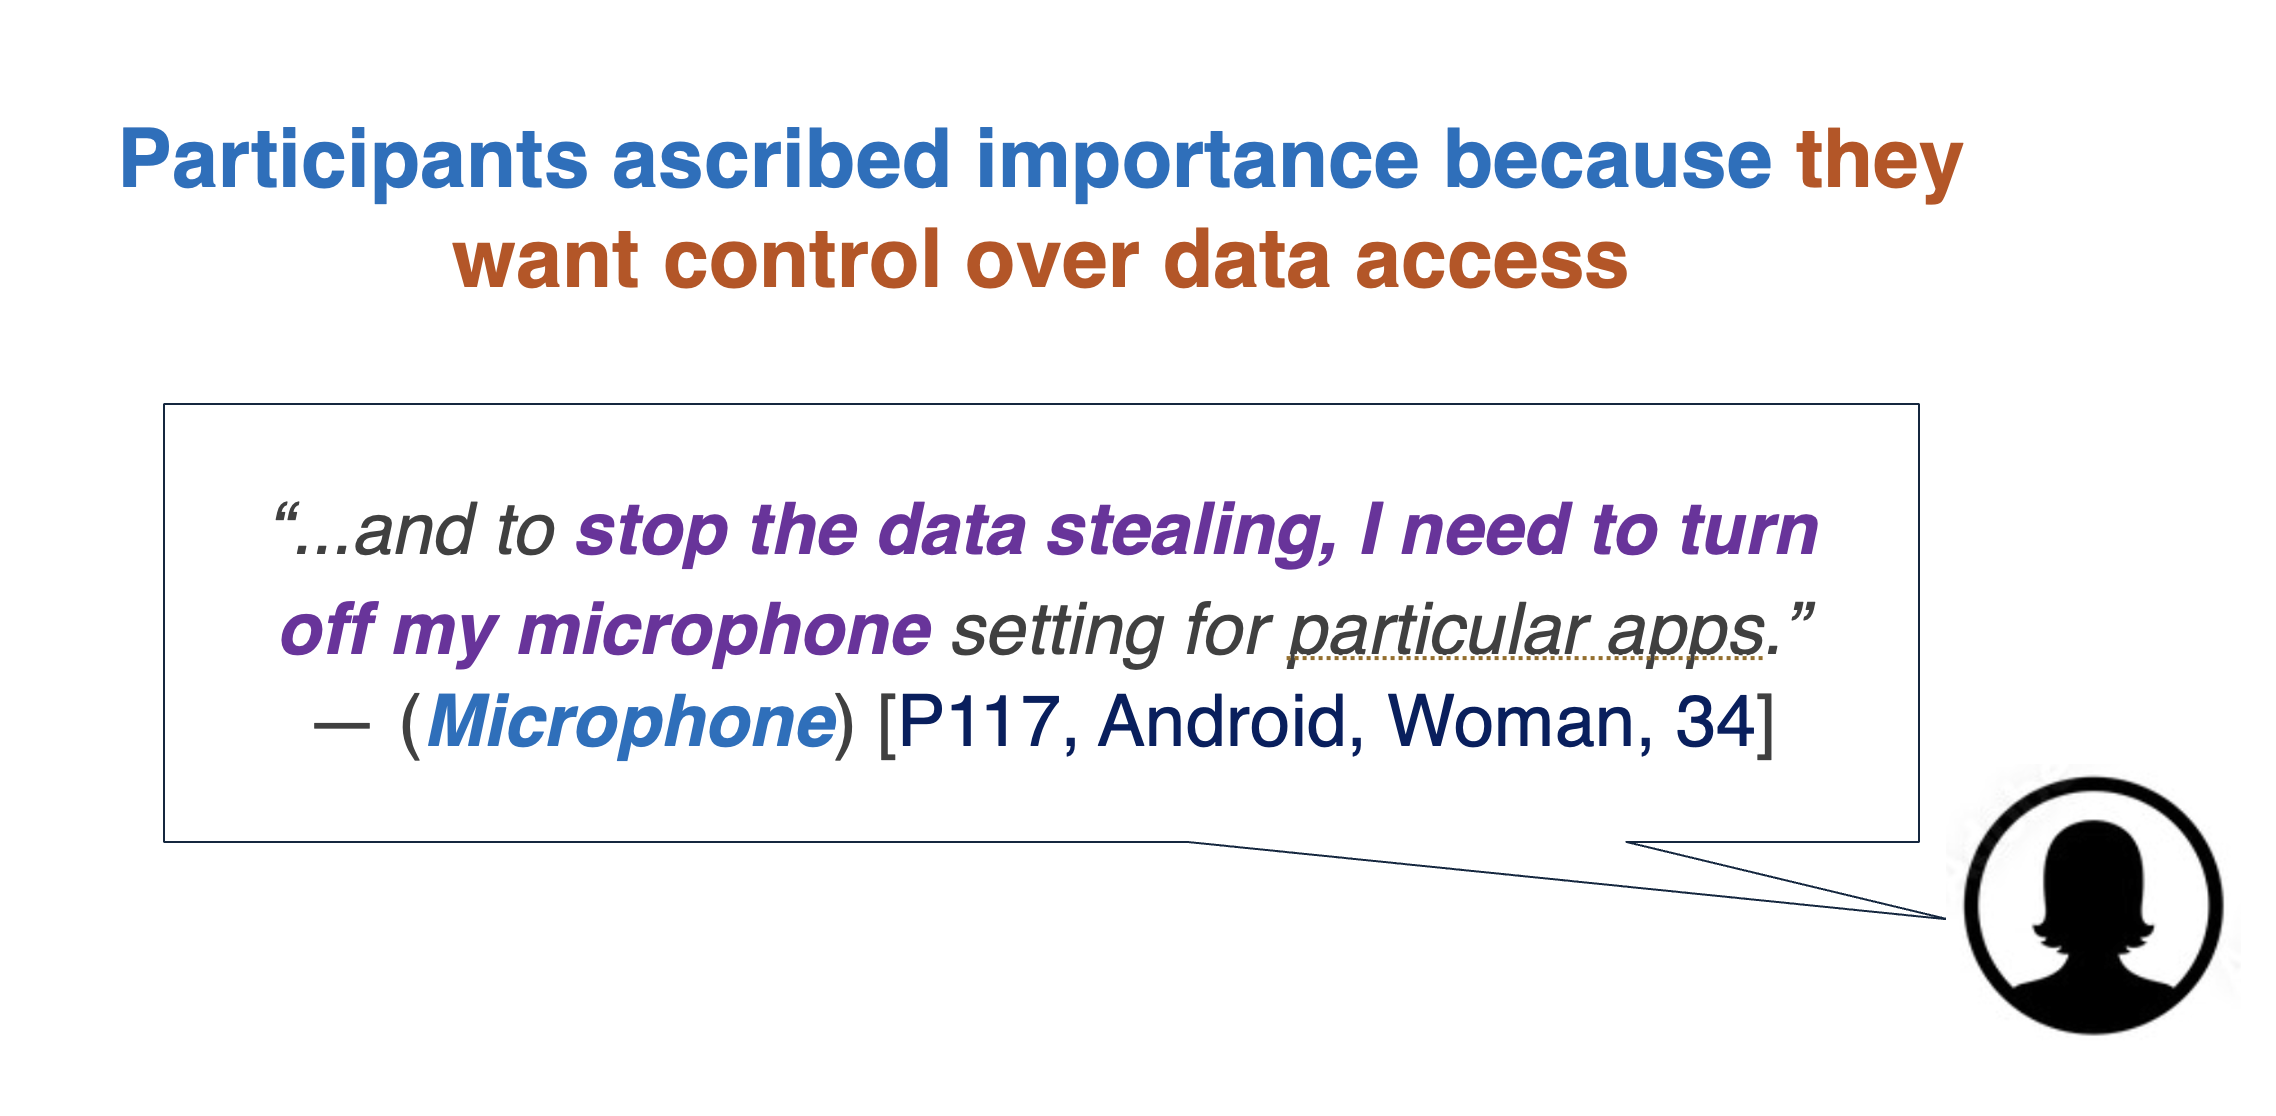 Participants ascribed importance because they
want control over data access
“...and to stop the data stealing, I need to turn
off my microphone setting for particular apps.”
— (Microphone) [P117, Android, Woman, 34]